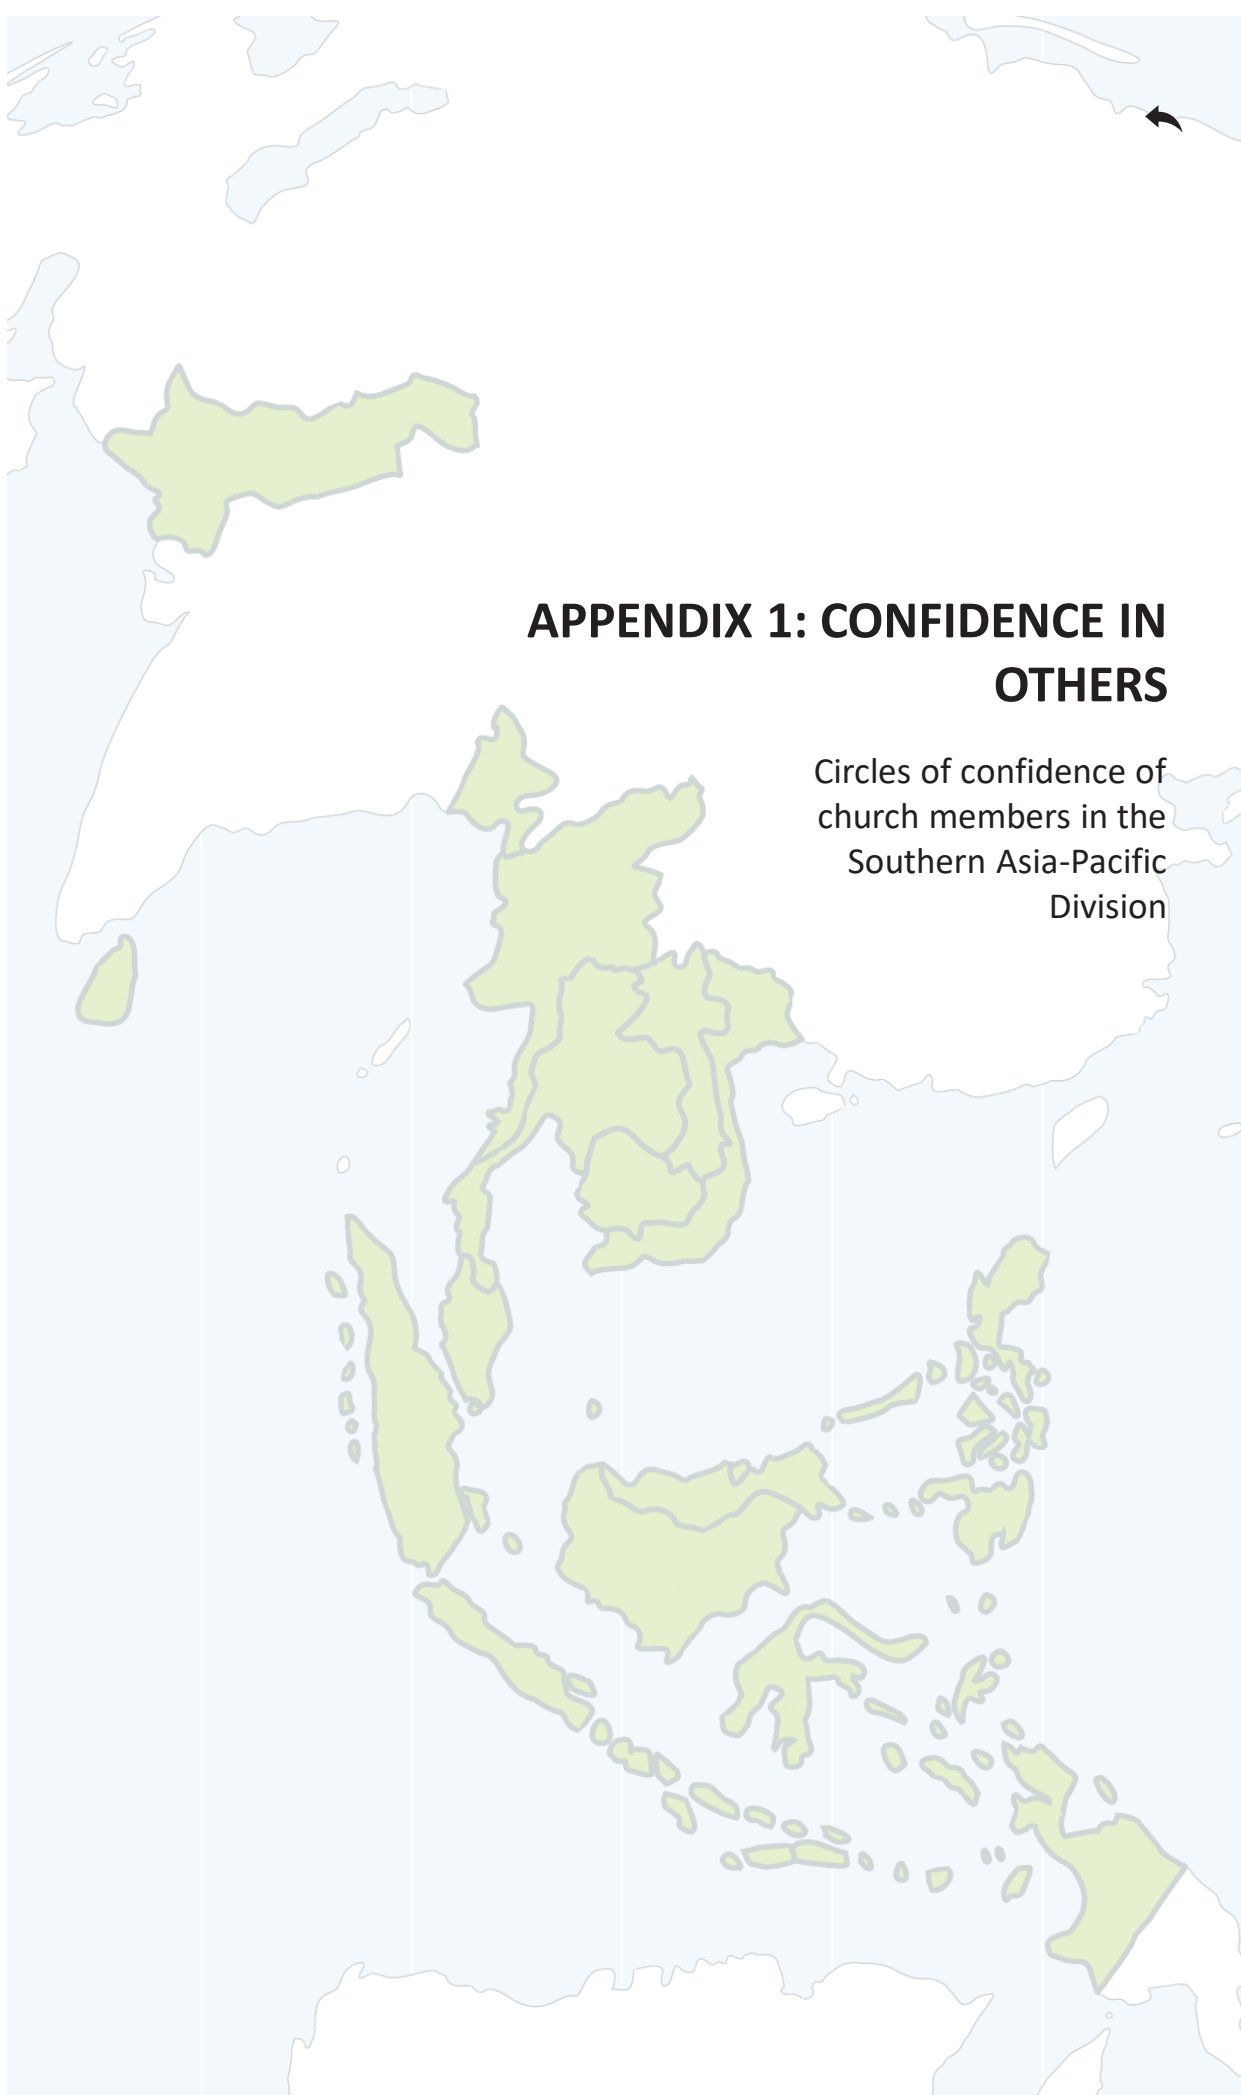 APPENDIX 1: CONFIDENCE IN
OTHERS
Circles of confidence of
church members in the
Southern Asia-Pacific
Division